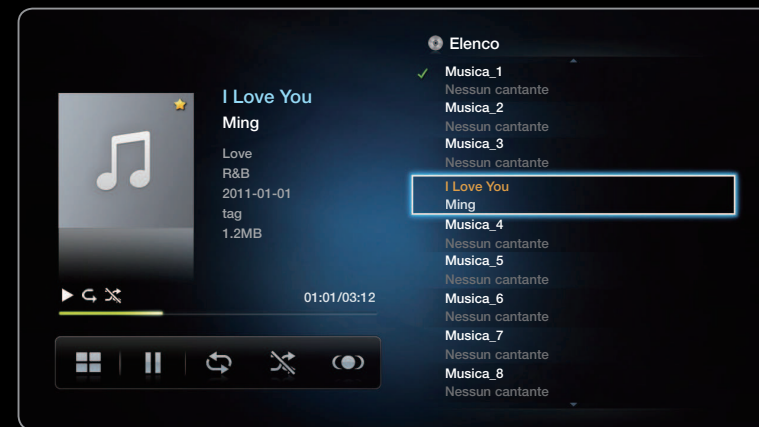 I Love You
Ming
Love
R&B
2011-01-01
tag
1.2MB
01:01/03:12
Elenco
Musica_1
Nessun cantante
Musica_2
Nessun cantante
Musica_3
Nessun cantante
I Love You
Ming
Musica_4
Nessun cantante
Musica_5
Nessun cantante
Musica_6
Nessun cantante
Musica_7
Nessun cantante
Musica_8
Nessun cantante